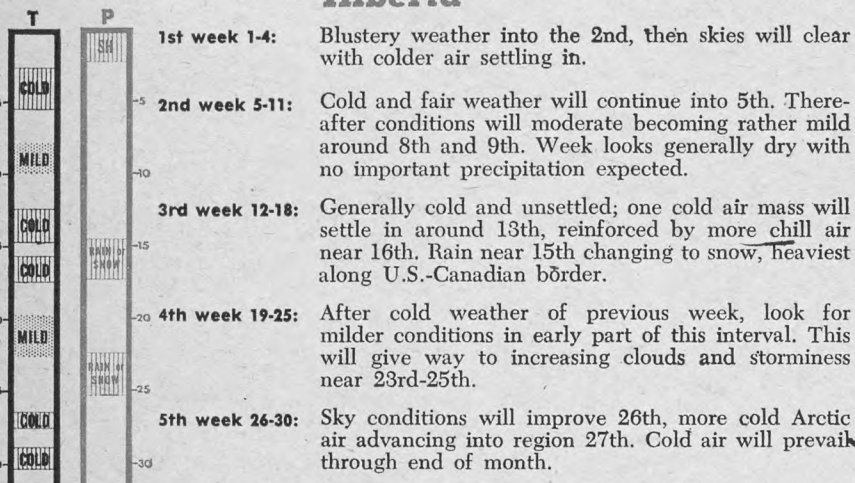 T
P
SH
COLD
MILD
COLD
COLD
MILD
COLD
COLD
RAIN or
SNOW
RAIN or
SNOW
-5
-10
-15
-20
-25
-30
1st week 1-4: Blustery weather into the 2nd, then skies will clear
with colder air settling in.
2nd week 5-11: Cold and fair weather will continue into 5th. There-
after conditions will moderate becoming rather mild
around 8th and 9th. Week looks generally dry with
no important precipitation expected.
3rd week 12-18: Generally cold and unsettled; one cold air mass will
settle in around 13th, reinforced by more chill air
near 16th. Rain near 15th changing to snow, heaviest
along U.S.-Canadian border.
4th week 19-25: After cold weather of previous week, look for
milder conditions in early part of this interval. This
will give way to increasing clouds and storminess
near 23rd-25th.
5th week 26-30: Sky conditions will improve 26th, more cold Arctic
air advancing into region 27th. Cold air will prevail
through end of month.